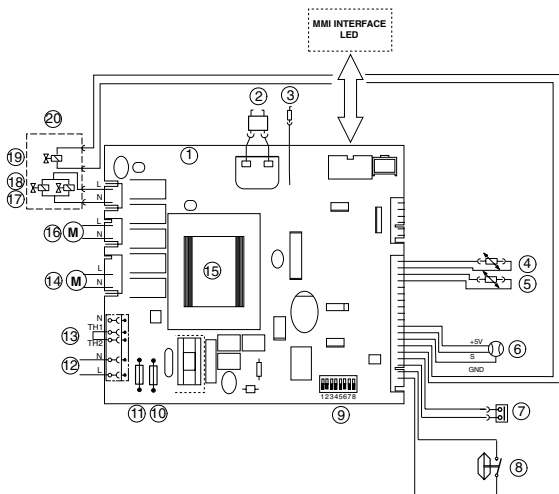 MMI INTERFACE
LED
2
3
20
1
19
L
18
N
17
L
16 M
N
4
15
5
L
14 M
N
N
+5V
6
13 TH1
S
TH2
GND
N
12
L
7
11 10
9
12345678
8